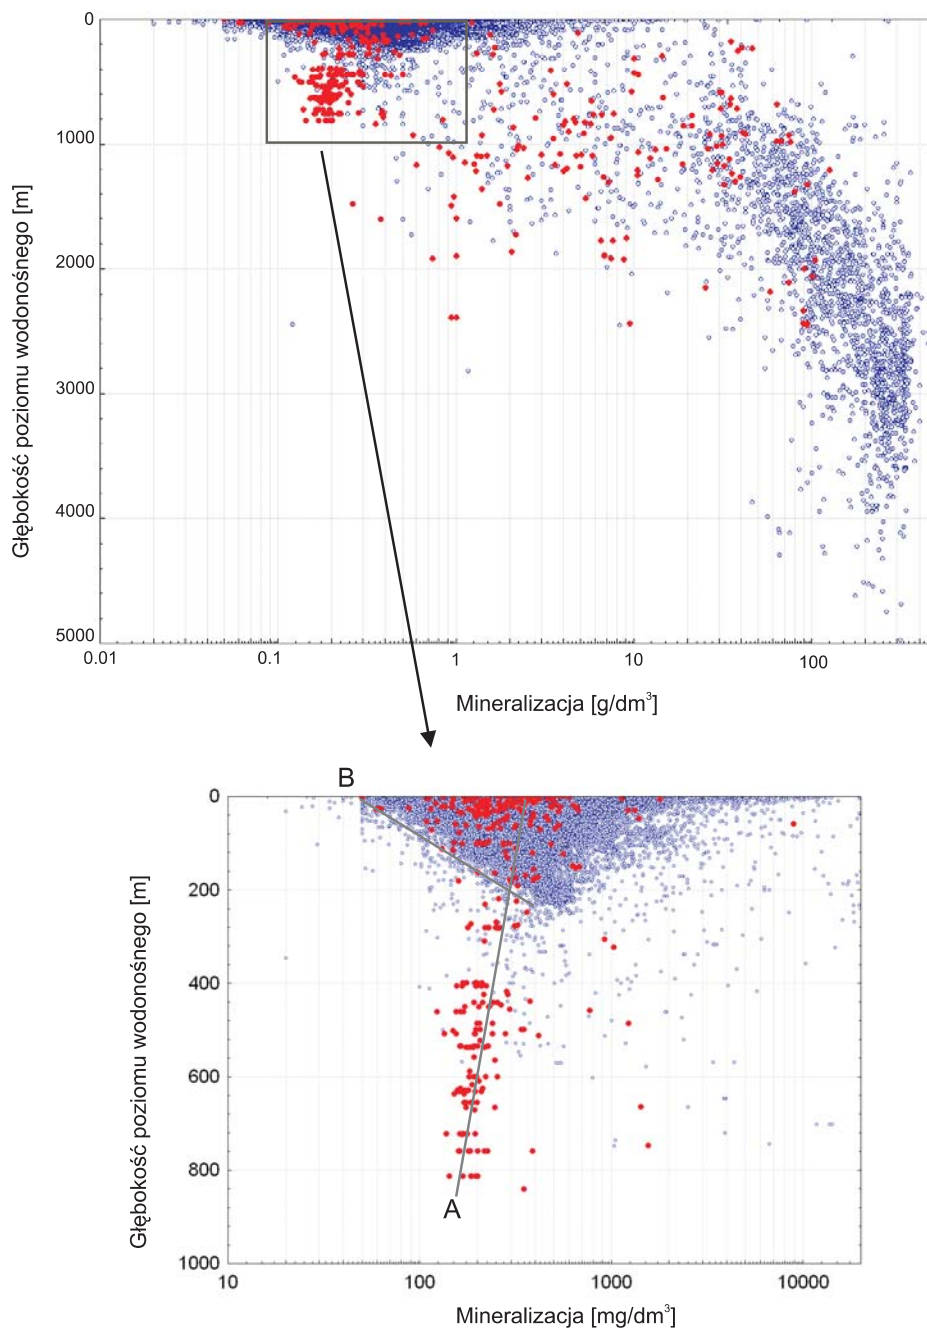 0
1000
2000
3000
4000
5000
Głębokość poziomu wodonośnego [m]
0.01 0.1 1 10 100
Mineralizacja [g/dm³]
B
0
200
400
600
800
1000
Głębokość poziomu wodonośnego [m]
A
10 100 1000 10000
Mineralizacja [mg/dm³]